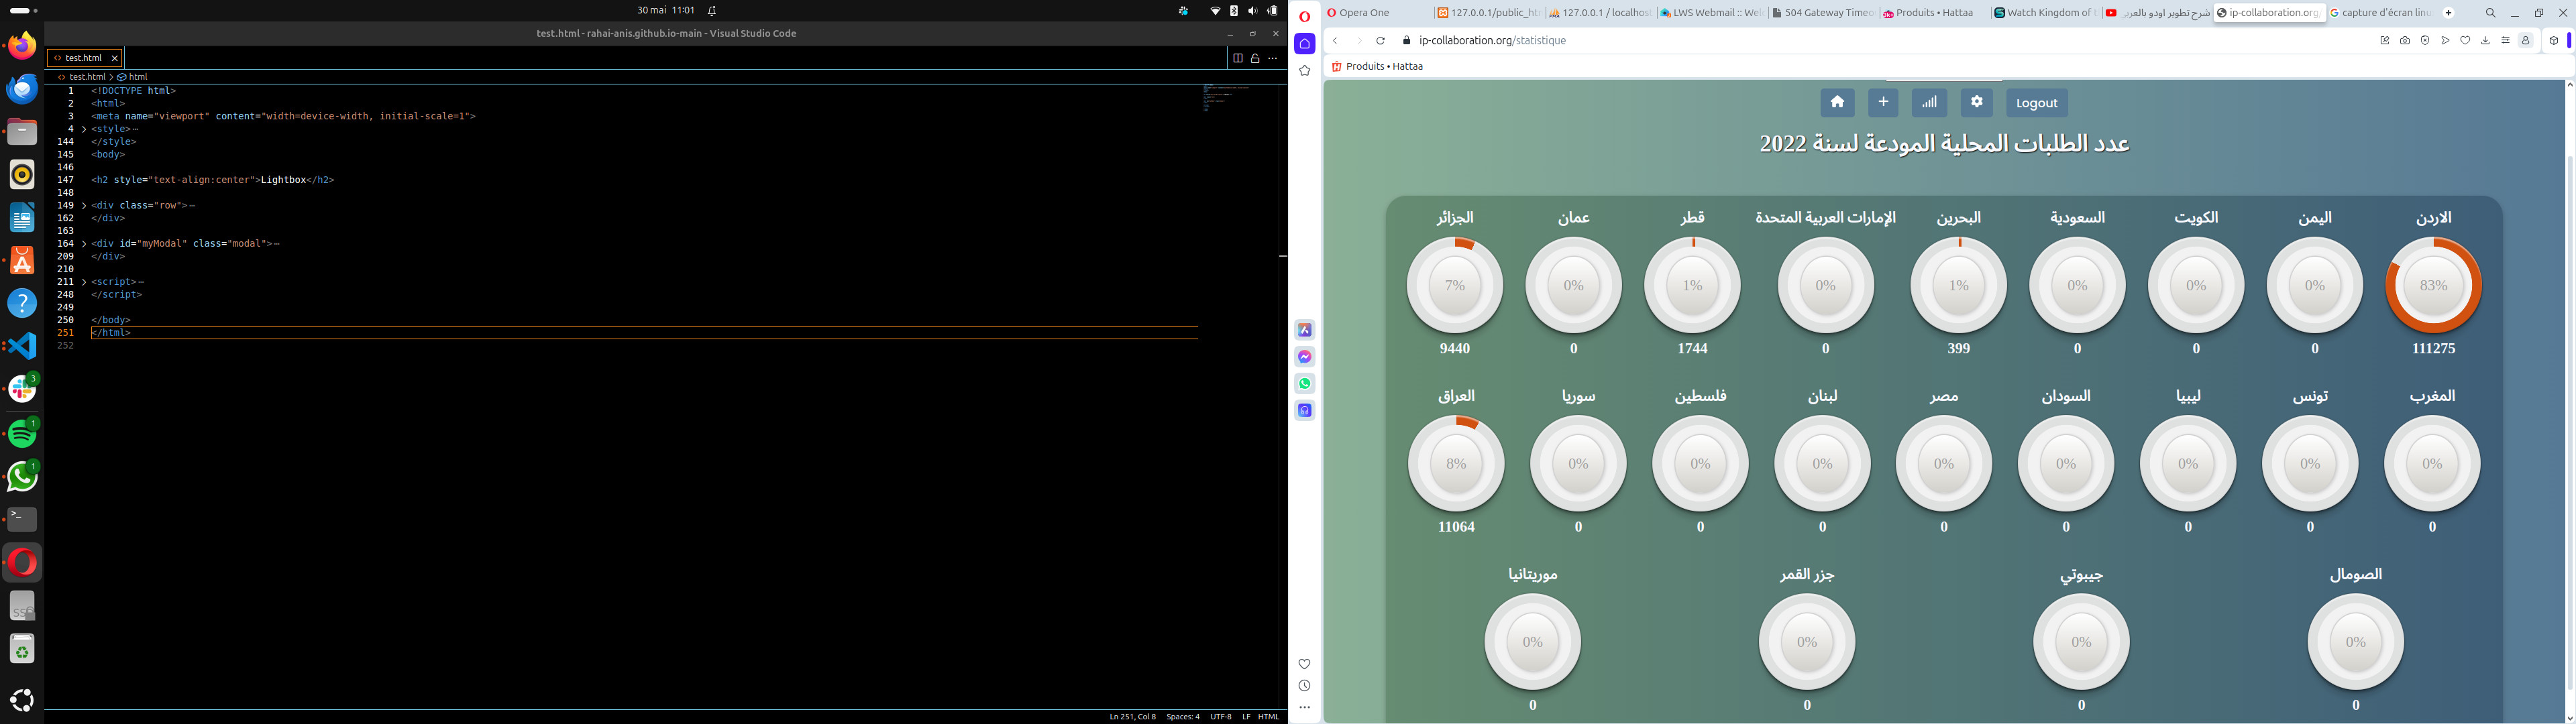 30 mai 11:01
test.html - rahai-anis.github.io-main - Visual Studio Code
test.html
test.html > html
1 <!DOCTYPE html>
2 <html>
3 <meta name="viewport" content="width=device-width, initial-scale=1">
4 <style>
144 </style>
145 <body>
146
147 <h2 style="text-align:center">Lightbox</h2>
148
149 <div class="row">
162 </div>
163
164 <div id="myModal" class="modal">
209 </div>
210
211 <script>
248 </script>
249
250 </body>
251 </html>
252
Ln 251, Col 8 Spaces: 4 UTF-8 LF HTML
3
1
1
Opera One
127.0.0.1/public_ht
127.0.0.1 / localhos
LWS Webmail :: Wel
504 Gateway Timeo
Produits • Hattaa
Watch Kingdom of t
شرح تطوير اودو بالعربي
ip-collaboration.org
capture d'écran linu
ip-collaboration.org/statistique
Produits • Hattaa
Logout
عدد الطلبات المحلية المودعة لسنة 2022
الجزائر عمان قطر الإمارات العربية المتحدة البحرين السعودية الكويت اليمن الاردن
7% 0% 1% 0% 1% 0% 0% 0% 83%
9440 0 1744 0 399 0 0 0 111275
العراق سوريا فلسطين لبنان مصر السودان ليبيا تونس المغرب
8% 0% 0% 0% 0% 0% 0% 0% 0%
11064 0 0 0 0 0 0 0 0
موريتانيا جزر القمر جيبوتي الصومال
0% 0% 0% 0%
0 0 0 0